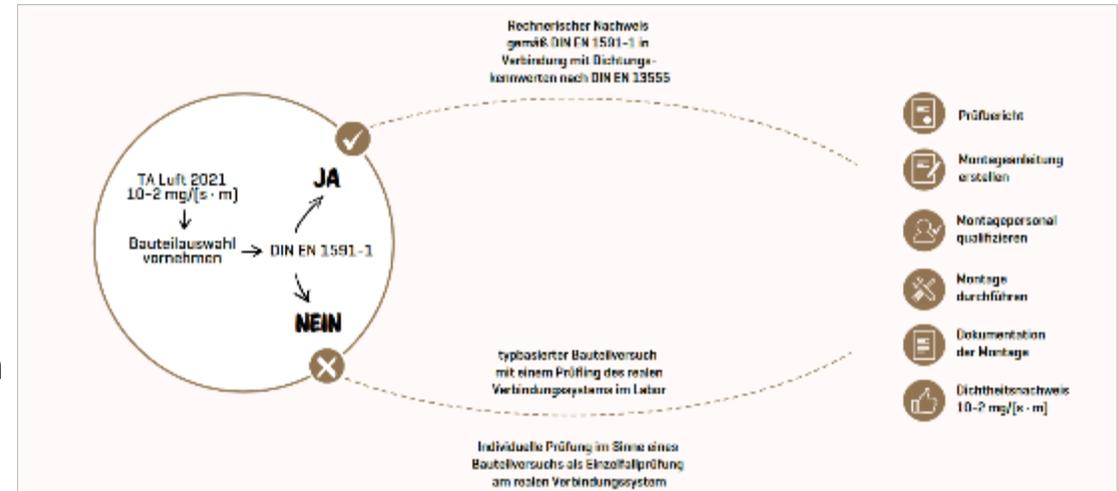 Rechnerischer Nachweis
gemäß DIN EN 1591-1 in
Verbindung mit Dichtungs-
kennwerten nach DIN EN 13555
TA Luft 2021
10-2 mg/[s · m]
Bauteilauswahl
vornehmen
DIN EN 1591-1
JA
NEIN
typbasierter Bauteilversuch
mit einem Prüfling des realen
Verbindungssystems im Labor
Individuelle Prüfung im Sinne eines
Bauteilversuchs als Einzelfallprüfung
am realen Verbindungssystem
Prüfbericht
Montageanleitung
erstellen
Montagepersonal
qualifizieren
Montage
durchführen
Dokumentation
der Montage
Dichtheitsnachweis
10-2 mg/[s · m]